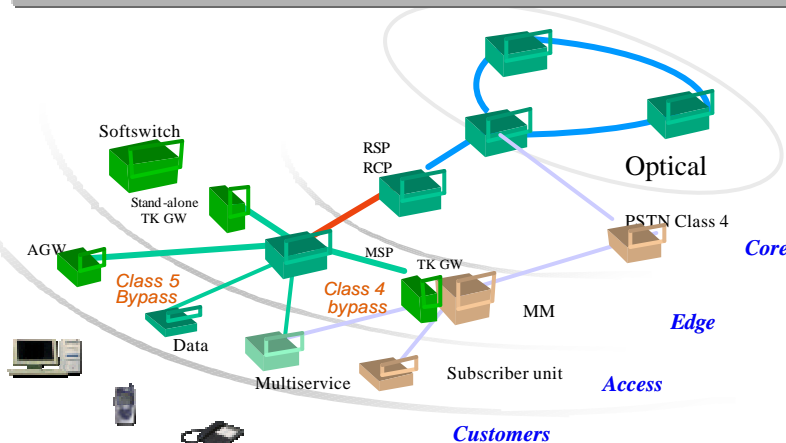 Softswitch
RSP
RCP
Optical
Stand-alone
TK GW
PSTN Class 4
AGW
MSP
TK GW
Core
Class 5
Bypass
Class 4
bypass
MM
Edge
Data
Multiservice
Subscriber unit
Access
Customers